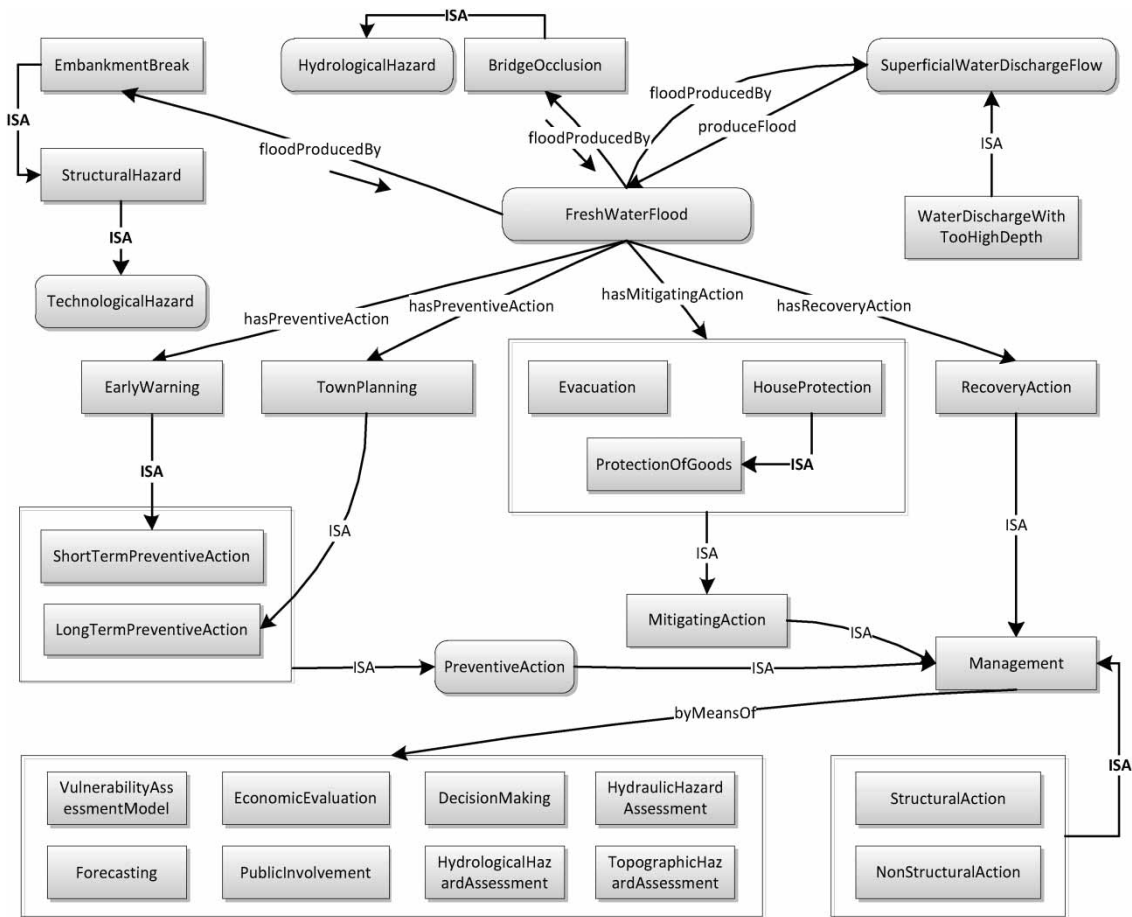 ISA
EmbankmentBreak
HydrologicalHazard
BridgeOcclusion
SuperficialWaterDischargeFlow
floodProducedBy
produceFlood
floodProducedBy
ISA
floodProducedBy
ISA
StructuralHazard
FreshWaterFlood
WaterDischargeWith
TooHighDepth
ISA
TechnologicalHazard
hasMitigatingAction
hasPreventiveAction
hasPreventiveAction
hasRecoveryAction
EarlyWarning
TownPlanning
Evacuation
HouseProtection
RecoveryAction
ProtectionOfGoods
ISA
ISA
ISA
ISA
ShortTermPreventiveAction
ISA
LongTermPreventiveAction
MitigatingAction
ISA
ISA
PreventiveAction
ISA
Management
byMeansOf
ISA
VulnerabilityAss
essmentModel
EconomicEvaluation
DecisionMaking
HydraulicHazard
Assessment
StructuralAction
Forecasting
PublicInvolvement
HydrologicalHaz
ardAssessment
TopographicHaz
ardAssessment
NonStructuralAction